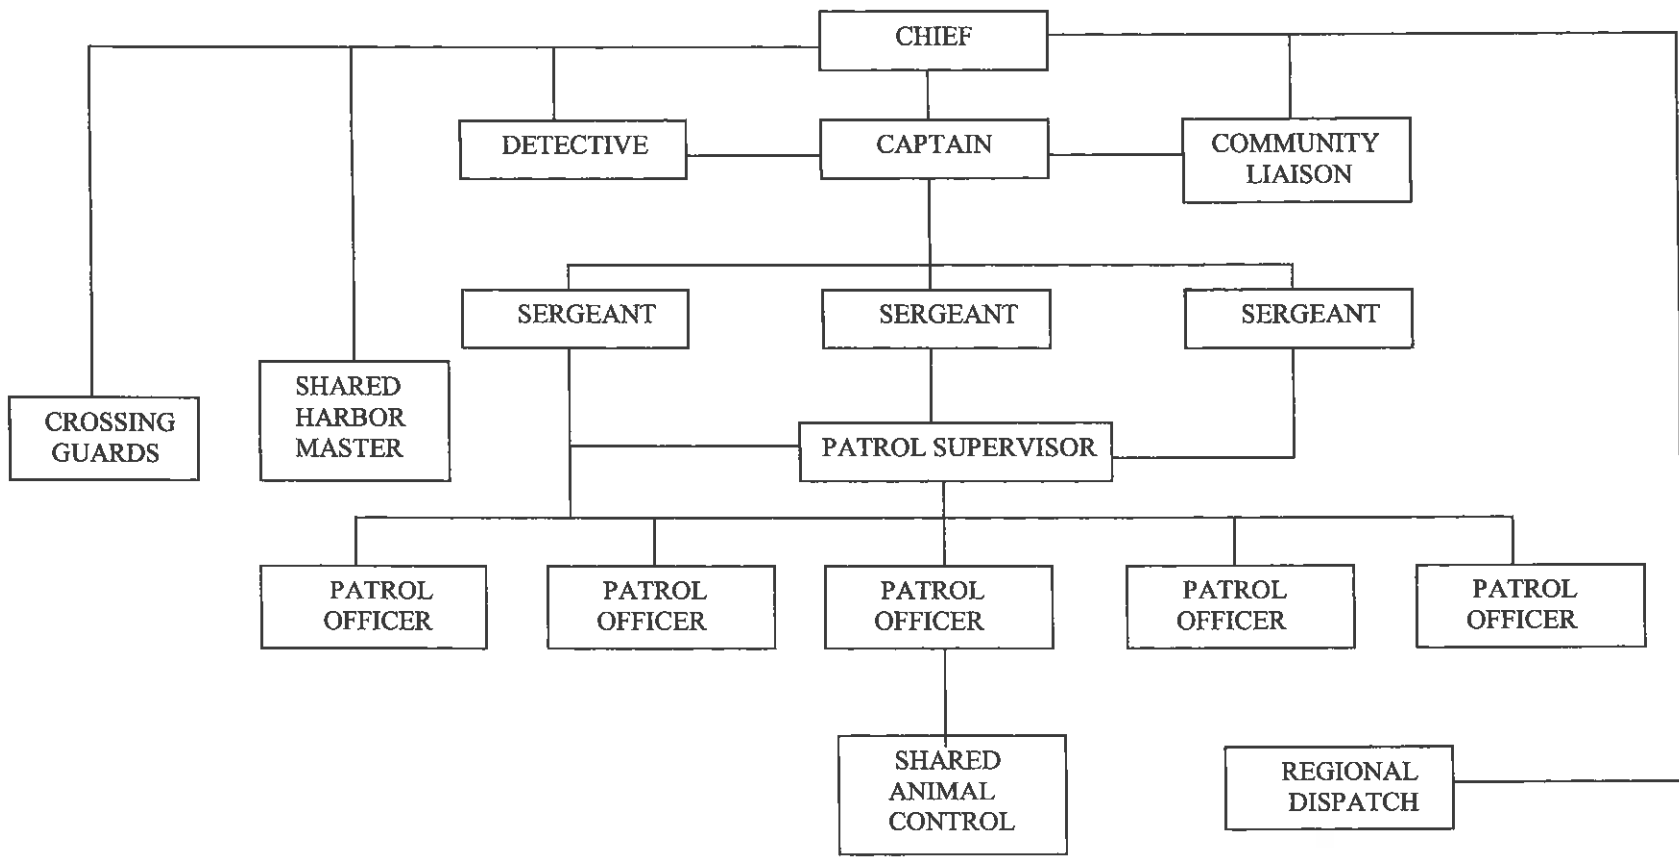 CHIEF
DETECTIVE
CAPTAIN
COMMUNITY
LIAISON
SERGEANT
SERGEANT
SERGEANT
CROSSING
GUARDS
SHARED
HARBOR
MASTER
PATROL SUPERVISOR
PATROL
OFFICER
PATROL
OFFICER
PATROL
OFFICER
PATROL
OFFICER
PATROL
OFFICER
SHARED
ANIMAL
CONTROL
REGIONAL
DISPATCH